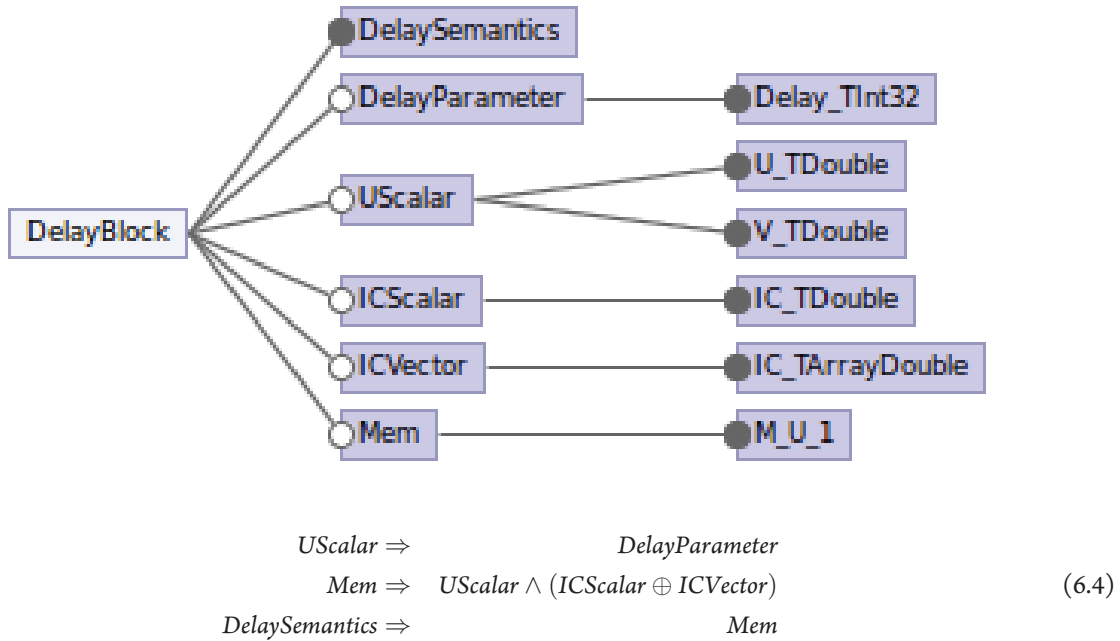 DelaySemantics
DelayParameter Delay_TInt32
U_TDouble
UScalar
DelayBlock V_TDouble
ICScalar IC_TDouble
ICVector IC_TArrayDouble
Mem M_U_1
UScalar ⇒ DelayParameter
Mem ⇒ UScalar ∧ (ICScalar ⊕ ICVector) (6.4)
DelaySemantics ⇒ Mem